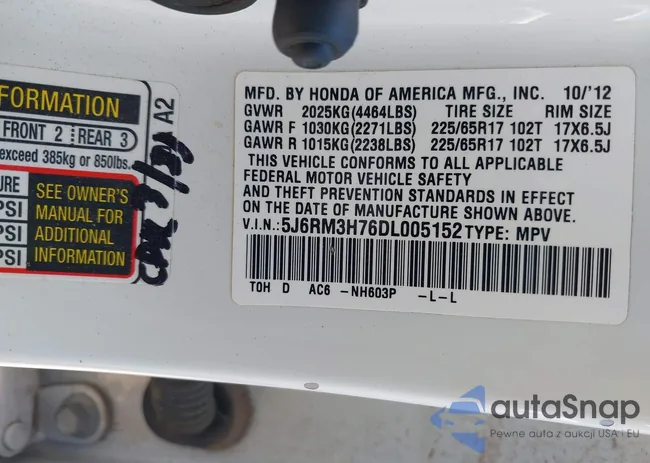 FORMATION
FRONT 2 REAR 3
exceed 385kg or 850lbs.
URE
PSI
PSI
PSI
SEE OWNER'S
MANUAL FOR
ADDITIONAL
INFORMATION
A2
MFD. BY HONDA OF AMERICA MFG., INC. 10/'12
GVWR 2025KG(4464LBS) TIRE SIZE RIM SIZE
GAWR F 1030KG(2271LBS) 225/65R17 102T 17X6.5J
GAWR R 1015KG(2238LBS) 225/65R17 102T 17X6.5J
THIS VEHICLE CONFORMS TO ALL APPLICABLE
FEDERAL MOTOR VEHICLE SAFETY
AND THEFT PREVENTION STANDARDS IN EFFECT
ON THE DATE OF MANUFACTURE SHOWN ABOVE.
V.I.N.: 5J6RM3H76DL005152 TYPE: MPV
TOH D AC6 -NH603P -L-L
autoSnap
Pewne auta z aukcji USA i EU